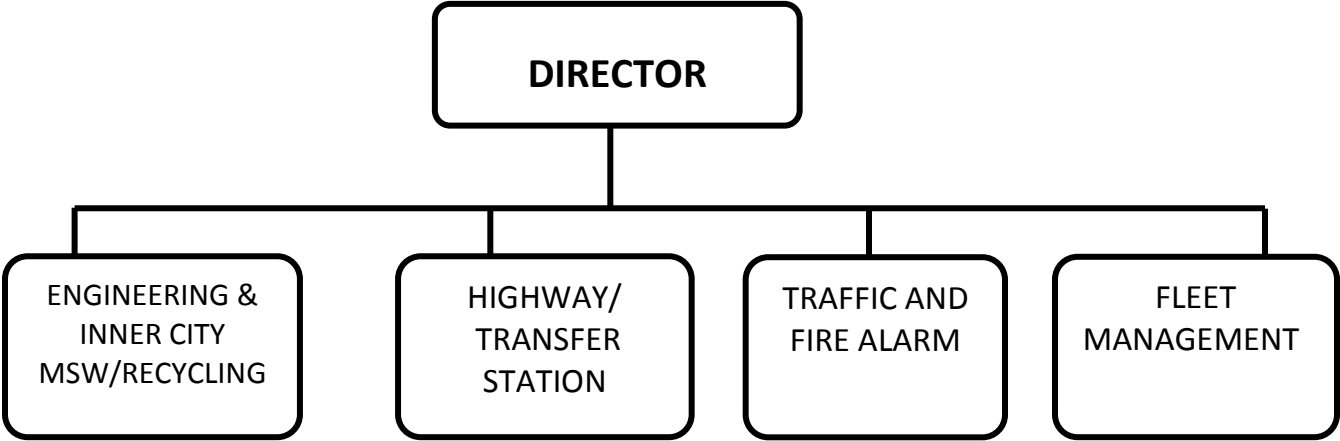 DIRECTOR
ENGINEERING &
INNER CITY
MSW/RECYCLING
HIGHWAY/
TRANSFER
STATION
TRAFFIC AND
FIRE ALARM
FLEET
MANAGEMENT